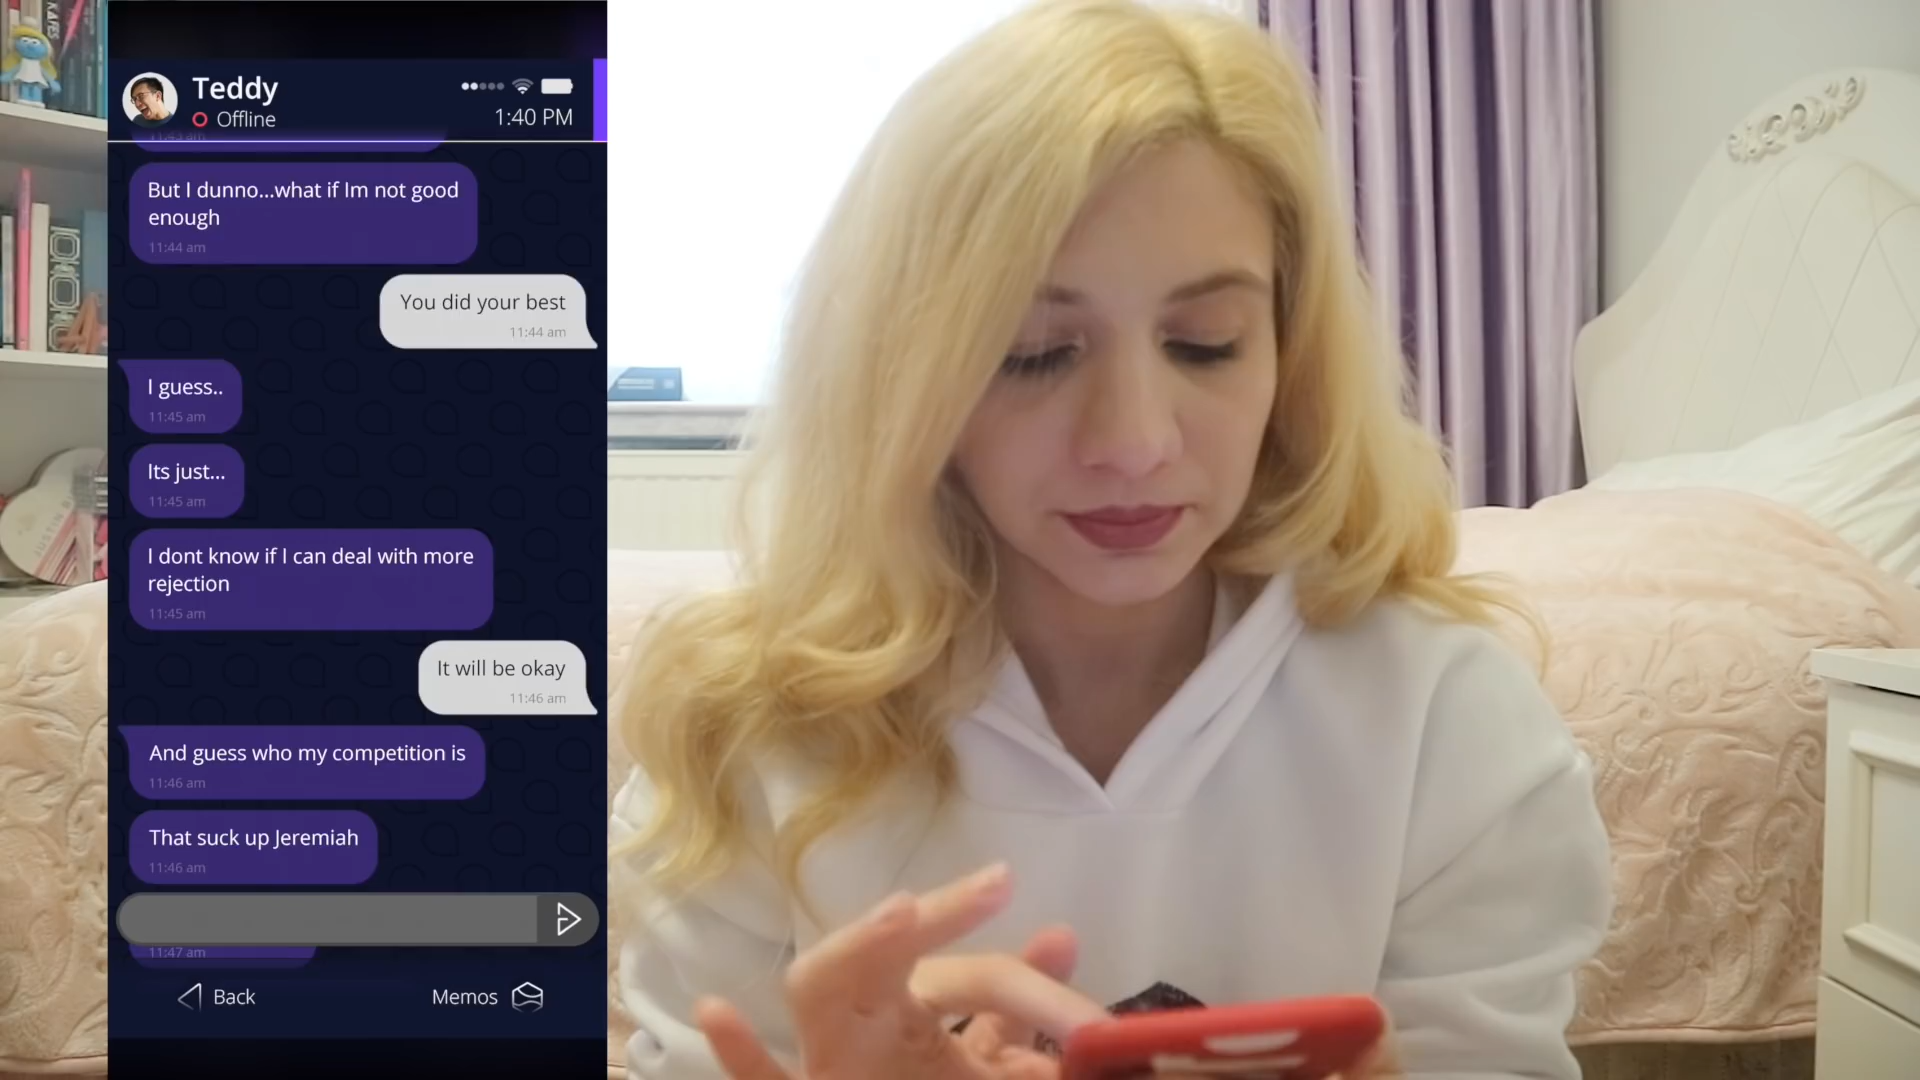 Teddy
Offline
1:40 PM
11:43 am
But I dunno...what if Im not good
enough
11:44 am
You did your best
11:44 am
I guess..
11:45 am
Its just...
11:45 am
I dont know if I can deal with more
rejection
11:45 am
It will be okay
11:46 am
And guess who my competition is
11:46 am
That suck up Jeremiah
11:46 am
11:47 am
Back
Memos